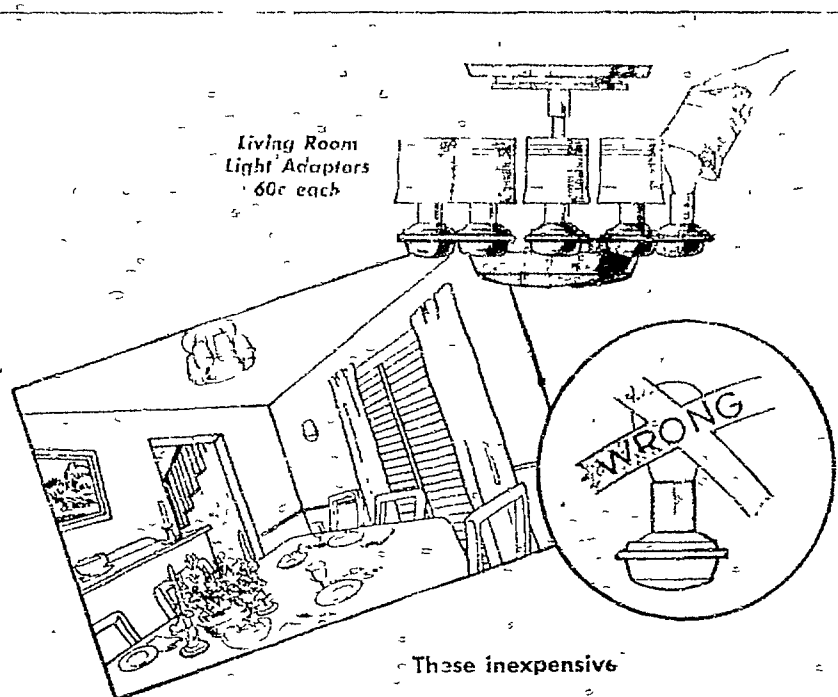 Living Room
Light Adaptors
60c each
WRONG
These inexpensive